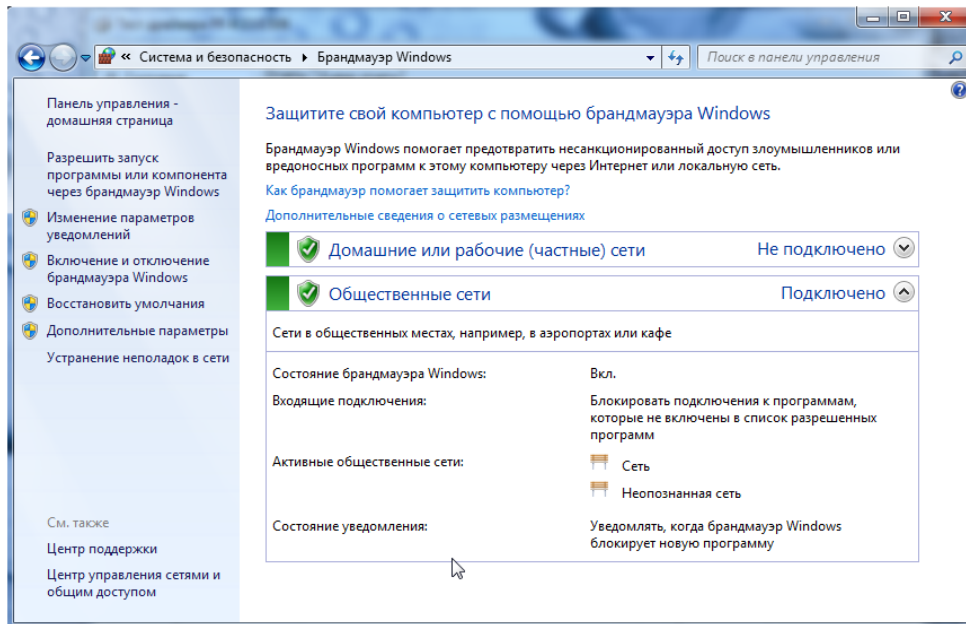 « Система и безопасность ▸ Брандмауэр Windows
Поиск в панели управления
Панель управления -
домашняя страница
Разрешить запуск
программы или компонента
через брандмауэр Windows
Изменение параметров
уведомлений
Включение и отключение
брандмауэра Windows
Восстановить умолчания
Дополнительные параметры
Устранение неполадок в сети
См. также
Центр поддержки
Центр управления сетями и
общим доступом
Защитите свой компьютер с помощью брандмауэра Windows
Брандмауэр Windows помогает предотвратить несанкционированный доступ злоумышленников или
вредоносных программ к этому компьютеру через Интернет или локальную сеть.
Как брандмауэр помогает защитить компьютер?
Дополнительные сведения о сетевых размещениях
Домашние или рабочие (частные) сети Не подключено
Общественные сети Подключено
Сети в общественных местах, например, в аэропортах или кафе
Состояние брандмауэра Windows: Вкл.
Входящие подключения: Блокировать подключения к программам,
которые не включены в список разрешенных
программ
Активные общественные сети: Сеть
Неопознанная сеть
Состояние уведомления: Уведомлять, когда брандмауэр Windows
блокирует новую программу